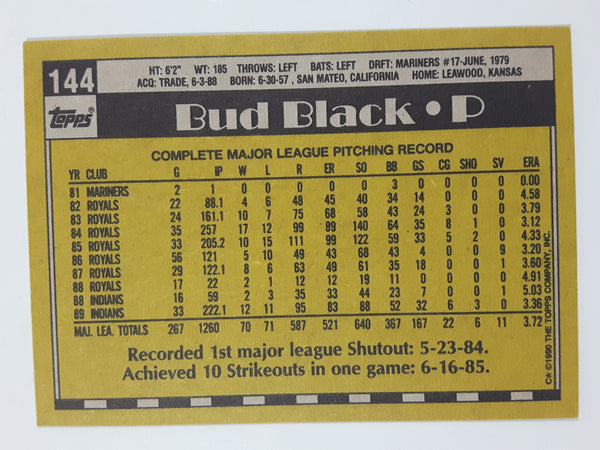 144
HT: 6'2" WT: 185 THROWS: LEFT BATS: LEFT DRFT: MARINERS #17-JUNE, 1979
ACQ: TRADE, 6-3-88 BORN: 6-30-57 , SAN MATEO, CALIFORNIA HOME: LEAWOOD, KANSAS
Topps®
Bud Black • P
COMPLETE MAJOR LEAGUE PITCHING RECORD
YR CLUB G IP W L R ER SO BB GS CG SHO SV ERA
81 MARINERS 2 1 0 0 0 0 0 3 0 0 0 0 0.00
82 ROYALS 22 88.1 4 6 48 45 40 34 14 0 0 0 4.58
83 ROYALS 24 161.1 10 7 75 68 58 43 24 3 0 0 3.79
84 ROYALS 35 257 17 12 99 89 140 64 35 8 1 0 3.12
85 ROYALS 33 205.2 10 15 111 99 122 59 33 5 2 0 4.33
86 ROYALS 56 121 5 10 49 43 68 43 4 0 0 9 3.20
87 ROYALS 29 122.1 8 6 63 49 61 35 18 0 0 1 3.60
88 ROYALS 17 22 2 1 12 12 19 11 0 0 0 0 4.91
88 INDIANS 16 59 2 3 35 33 44 23 7 0 0 1 5.03
89 INDIANS 33 222.1 12 11 95 83 88 52 32 6 3 0 3.36
MAJ. LEA. TOTALS 267 1260 70 71 587 521 640 367 167 22 6 11 3.72
Recorded 1st major league Shutout: 5-23-84.
Achieved 10 Strikeouts in one game: 6-16-85.
C★ ©1990 THE TOPPS COMPANY, INC.